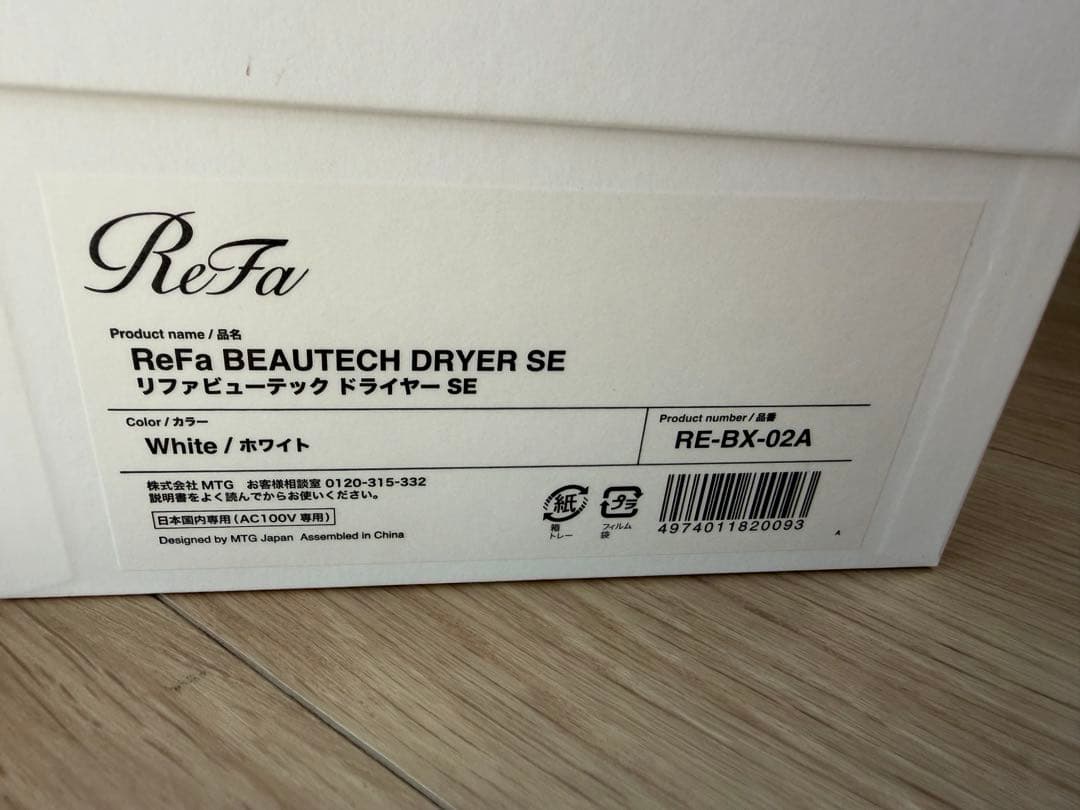 ReFa
Product name / 品名
ReFa BEAUTECH DRYER SE
リファビューテック ドライヤー SE
Color / カラー
White / ホワイト
Product number / 品番
RE-BX-02A
株式会社 MTG お客様相談室 0120-315-332
説明書をよく読んでからお使いください。
日本国内専用(AC100V 専用)
Designed by MTG Japan Assembled in China
紙
箱
トレー
プラ
フィルム
袋
4974011820093
A